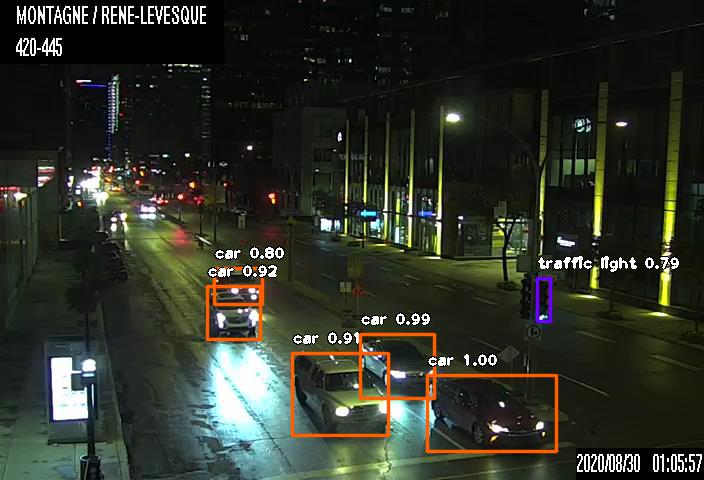 MONTAGNE / RENE-LEVESQUE
420-445
car 0.80
car 0.92
traffic light 0.79
car 0.99
car 0.91
car 1.00
2020/08/30 01:05:57